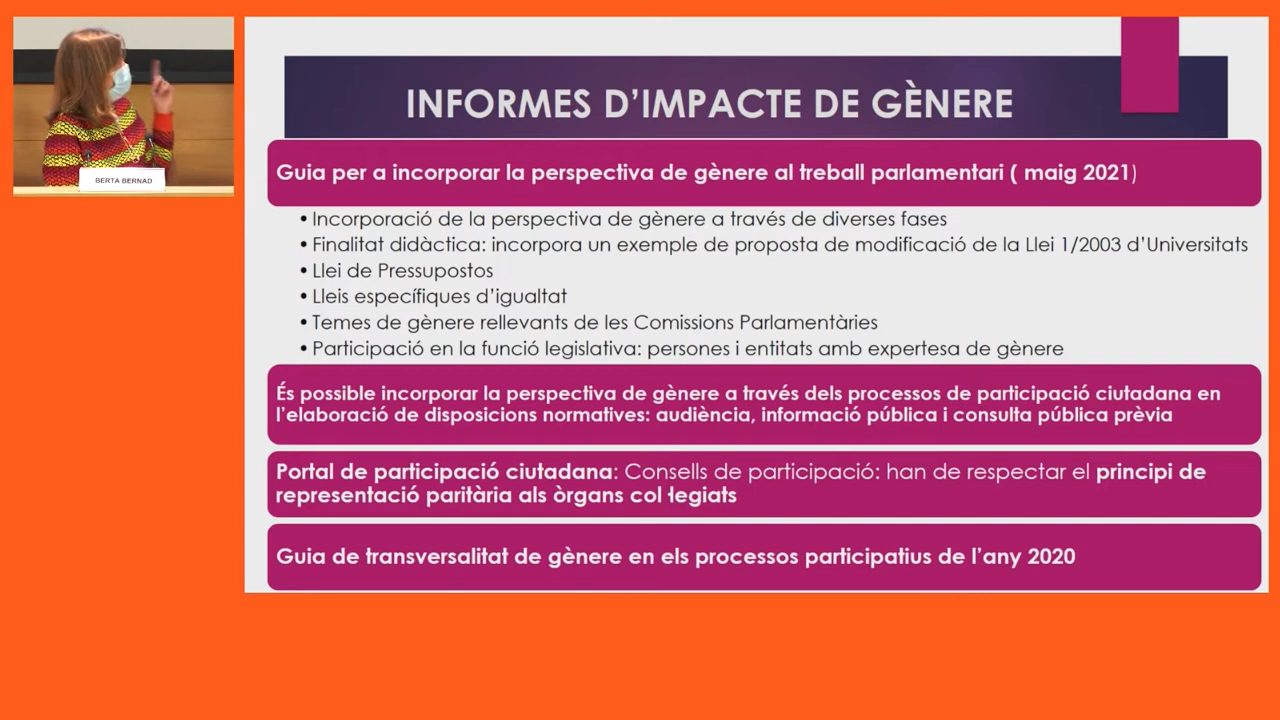 BERTA BERNAD
INFORMES D’IMPACTE DE GÈNERE
Guia per a incorporar la perspectiva de gènere al treball parlamentari ( maig 2021)
• Incorporació de la perspectiva de gènere a través de diverses fases
• Finalitat didàctica: incorpora un exemple de proposta de modificació de la Llei 1/2003 d’Universitats
• Llei de Pressupostos
• Lleis específiques d’igualtat
• Temes de gènere rellevants de les Comissions Parlamentàries
• Participació en la funció legislativa: persones i entitats amb expertesa de gènere
És possible incorporar la perspectiva de gènere a través dels processos de participació ciutadana en
l’elaboració de disposicions normatives: audiència, informació pública i consulta pública prèvia
Portal de participació ciutadana: Consells de participació: han de respectar el principi de
representació paritària als òrgans col·legiats
Guia de transversalitat de gènere en els processos participatius de l’any 2020